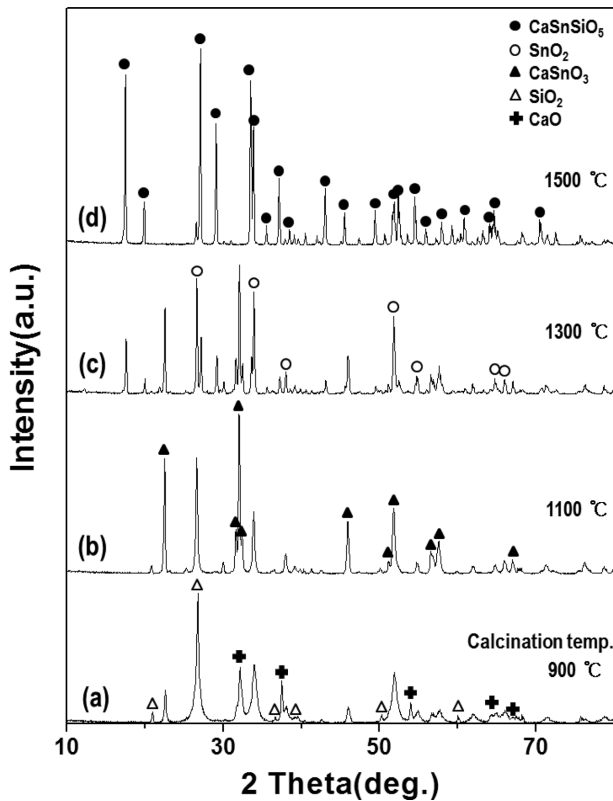 CaSnSiO5
SnO2
CaSnO3
SiO2
CaO
1500 ℃
(d)
1300 ℃
(c)
1100 ℃
(b)
Calcination temp.
900 ℃
(a)
10 30 50 70
2 Theta(deg.)
Intensity(a.u.)